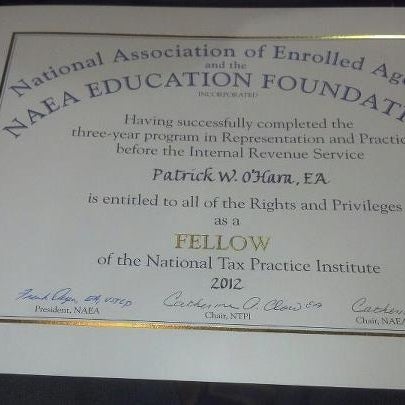 National Association of Enrolled Age
and the
NAEA EDUCATION FOUNDATI
INCORPORATED
Having successfully completed the
three-year program in Representation and Practic
before the Internal Revenue Service
Patrick W. O'Hara, EA
is entitled to all of the Rights and Privileges
as a
FELLOW
of the National Tax Practice Institute
2012
President, NAEA
Chair, NTPI
Chair, NAEA